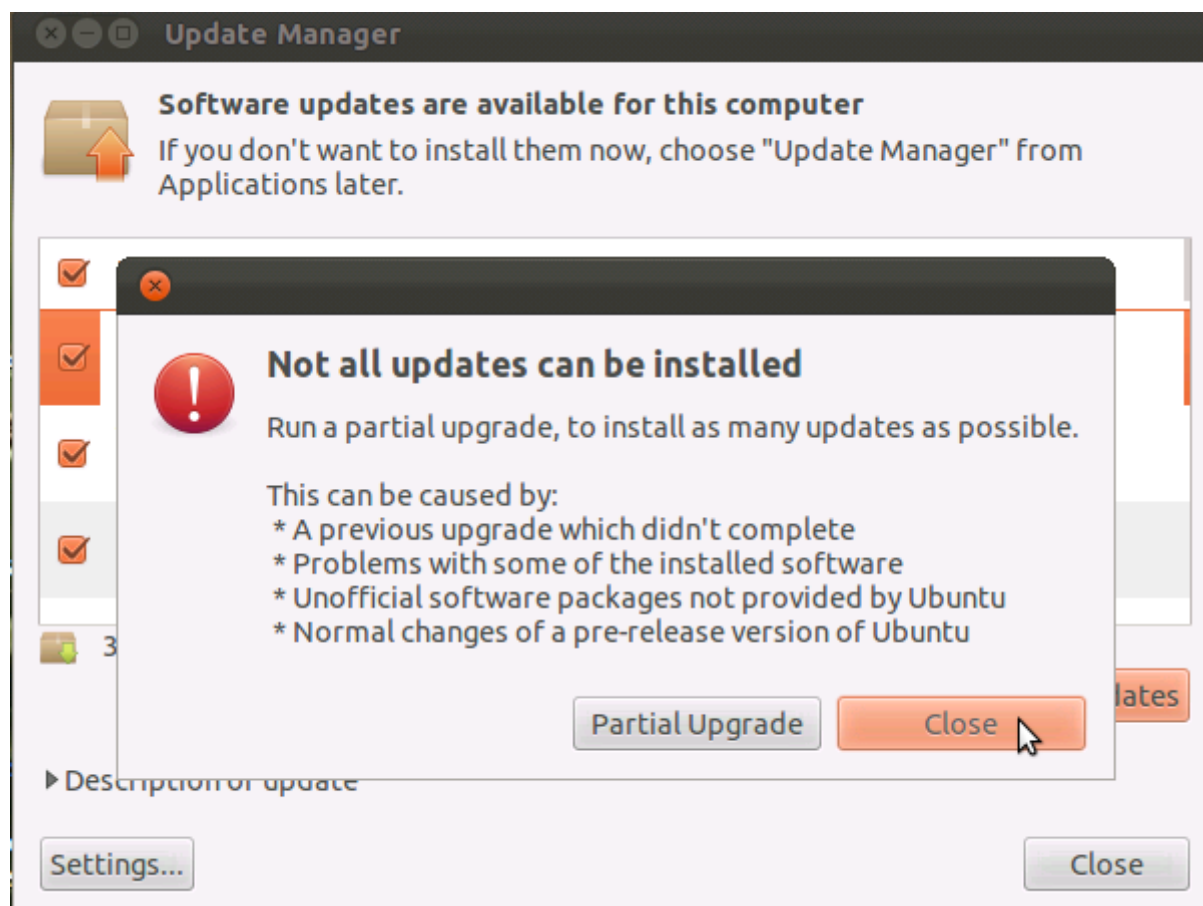 Update Manager
Software updates are available for this computer
If you don't want to install them now, choose "Update Manager" from
Applications later.
Not all updates can be installed
Run a partial upgrade, to install as many updates as possible.
This can be caused by:
* A previous upgrade which didn't complete
* Problems with some of the installed software
* Unofficial software packages not provided by Ubuntu
* Normal changes of a pre-release version of Ubuntu
3
Partial Upgrade
Close
Description of update
Settings...
Close